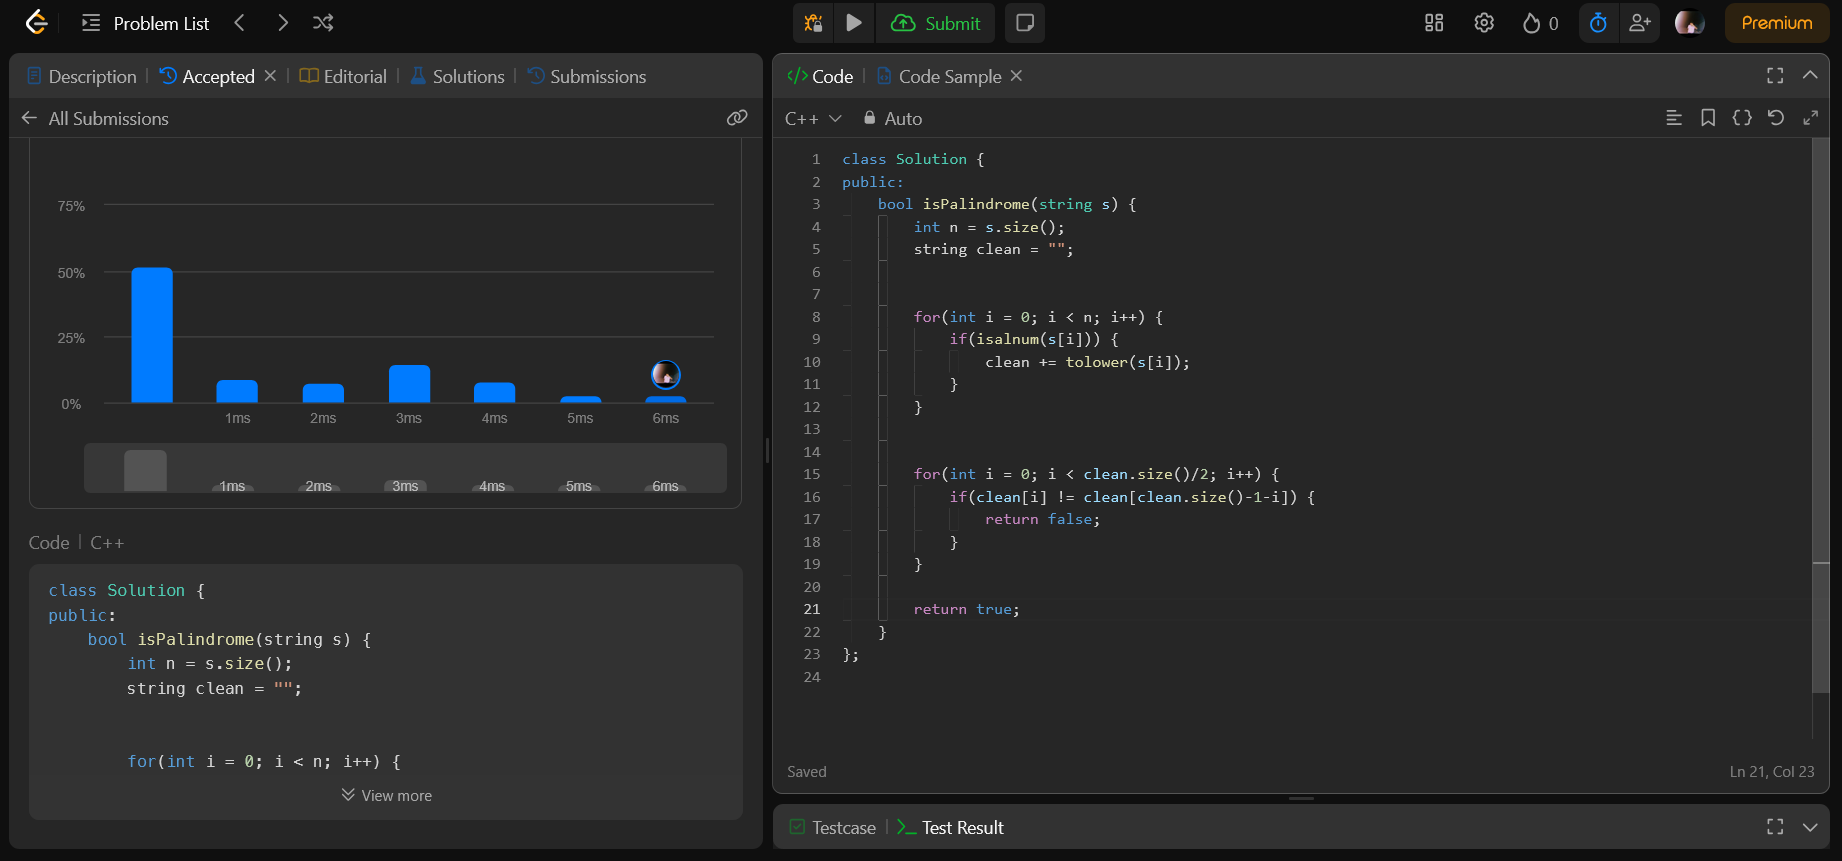 Problem List
Submit
0
Premium
Description
Accepted
Editorial
Solutions
Submissions
All Submissions
75%
50%
25%
0%
1ms 2ms 3ms 4ms 5ms 6ms
1ms 2ms 3ms 4ms 5ms 6ms
Code | C++
class Solution {
public:
    bool isPalindrome(string s) {
        int n = s.size();
        string clean = "";
        for(int i = 0; i < n; i++) {
View more
Code
Code Sample
C++
Auto
1 class Solution {
2 public:
3     bool isPalindrome(string s) {
4         int n = s.size();
5         string clean = "";
6
7
8         for(int i = 0; i < n; i++) {
9             if(isalnum(s[i])) {
10                 clean += tolower(s[i]);
11             }
12         }
13
14
15         for(int i = 0; i < clean.size()/2; i++) {
16             if(clean[i] != clean[clean.size()-1-i]) {
17                 return false;
18             }
19         }
20
21         return true;
22     }
23 };
24
Saved
Ln 21, Col 23
Testcase
Test Result